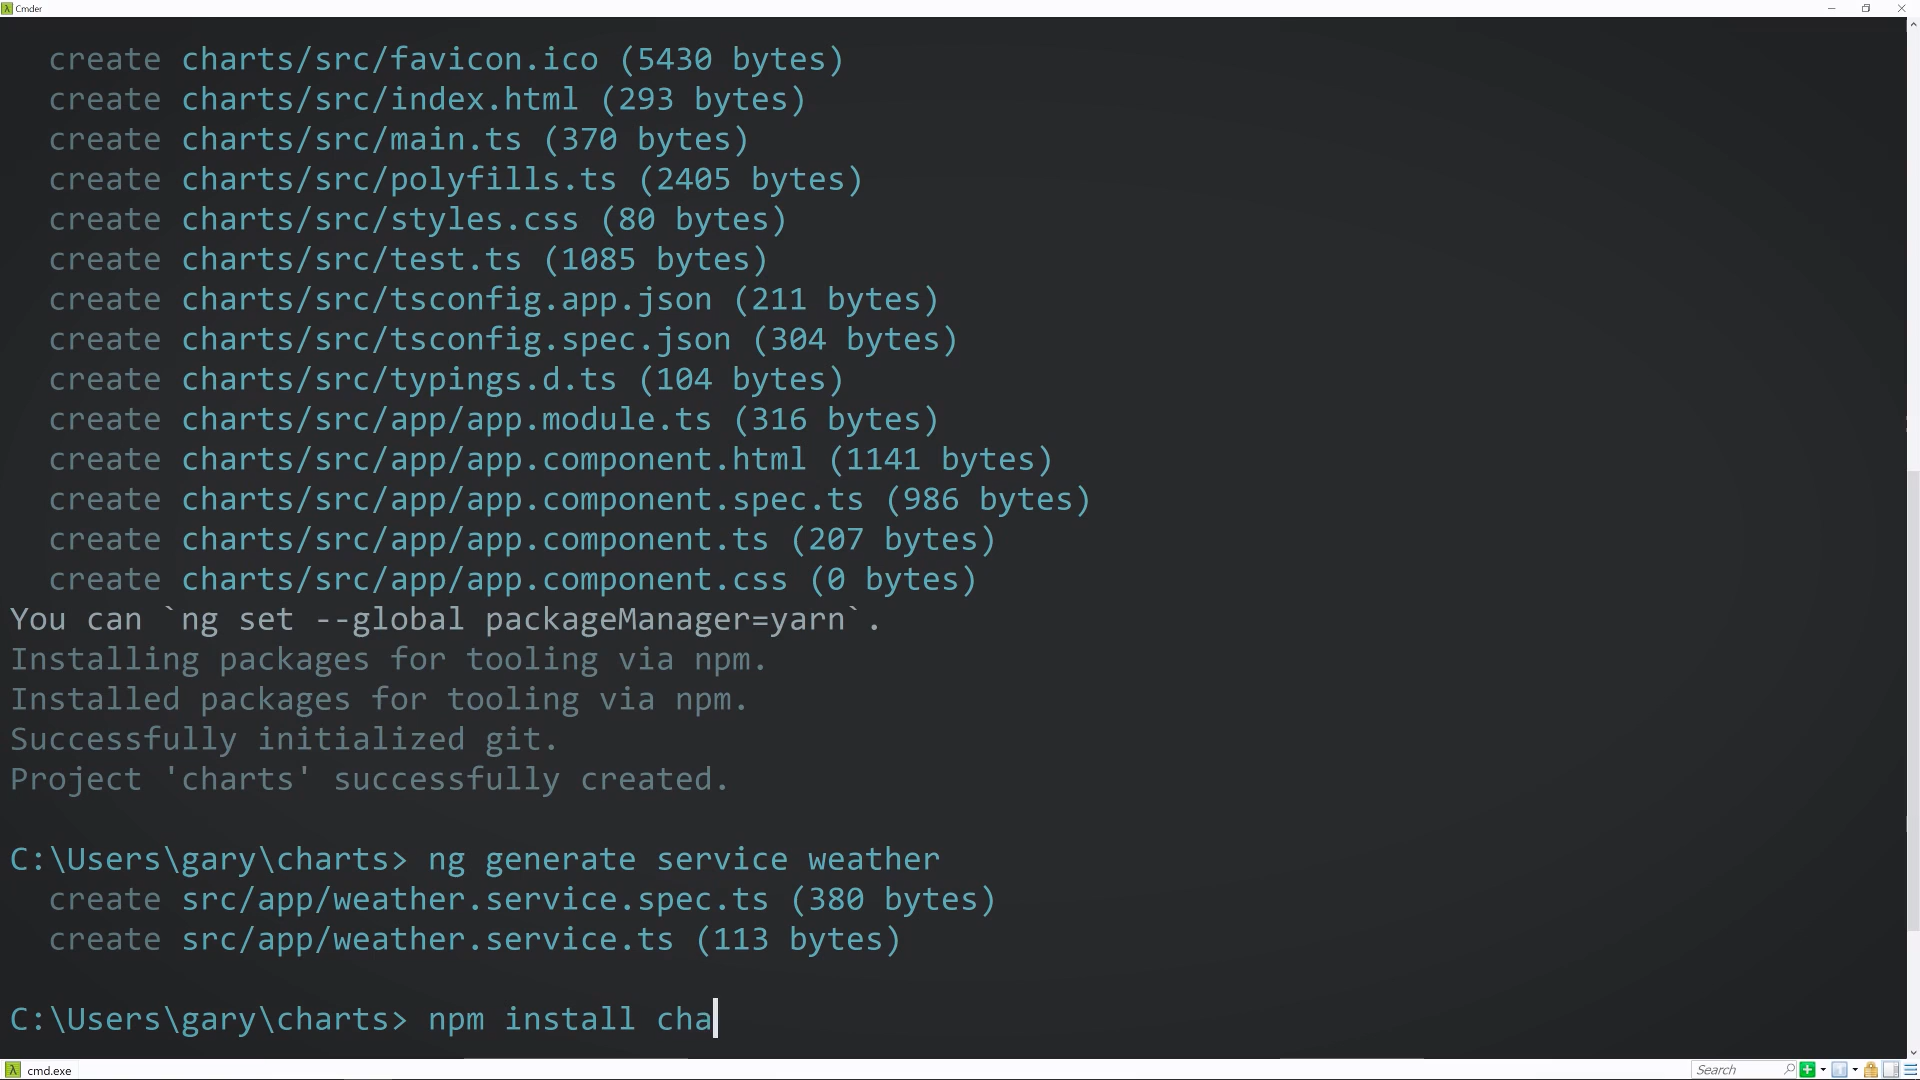 Cmder
create charts/src/favicon.ico (5430 bytes)
create charts/src/index.html (293 bytes)
create charts/src/main.ts (370 bytes)
create charts/src/polyfills.ts (2405 bytes)
create charts/src/styles.css (80 bytes)
create charts/src/test.ts (1085 bytes)
create charts/src/tsconfig.app.json (211 bytes)
create charts/src/tsconfig.spec.json (304 bytes)
create charts/src/typings.d.ts (104 bytes)
create charts/src/app/app.module.ts (316 bytes)
create charts/src/app/app.component.html (1141 bytes)
create charts/src/app/app.component.spec.ts (986 bytes)
create charts/src/app/app.component.ts (207 bytes)
create charts/src/app/app.component.css (0 bytes)
You can `ng set --global packageManager=yarn`.
Installing packages for tooling via npm.
Installed packages for tooling via npm.
Successfully initialized git.
Project 'charts' successfully created.
C:\Users\gary\charts> ng generate service weather
create src/app/weather.service.spec.ts (380 bytes)
create src/app/weather.service.ts (113 bytes)
C:\Users\gary\charts> npm install cha
cmd.exe
Search